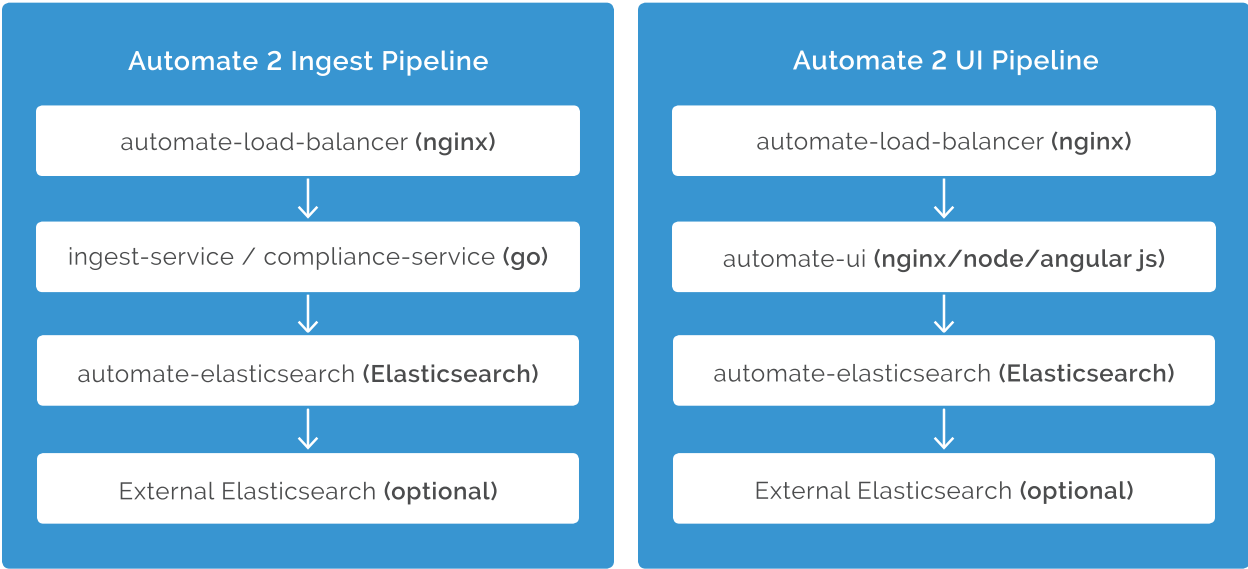 Automate 2 Ingest Pipeline
automate-load-balancer (nginx)
ingest-service / compliance-service (go)
automate-elasticsearch (Elasticsearch)
External Elasticsearch (optional)
Automate 2 UI Pipeline
automate-load-balancer (nginx)
automate-ui (nginx/node/angular js)
automate-elasticsearch (Elasticsearch)
External Elasticsearch (optional)